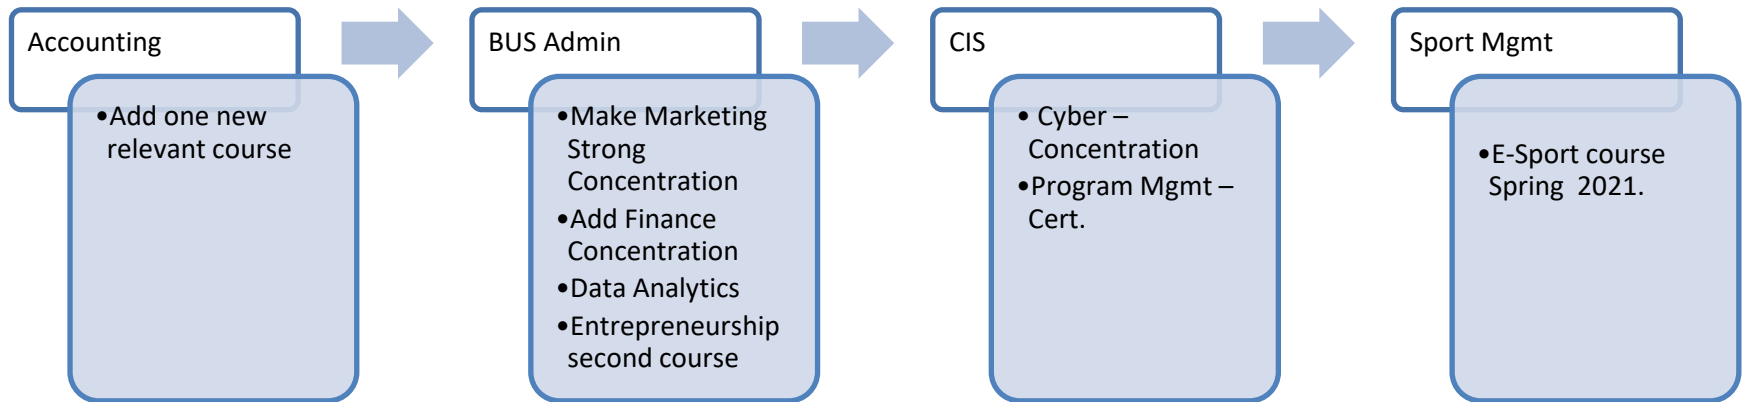 Accounting
•Add one new
relevant course
BUS Admin
•Make Marketing
Strong
Concentration
•Add Finance
Concentration
•Data Analytics
•Entrepreneurship
second course
CIS
• Cyber –
Concentration
•Program Mgmt –
Cert.
Sport Mgmt
•E-Sport course
Spring 2021.